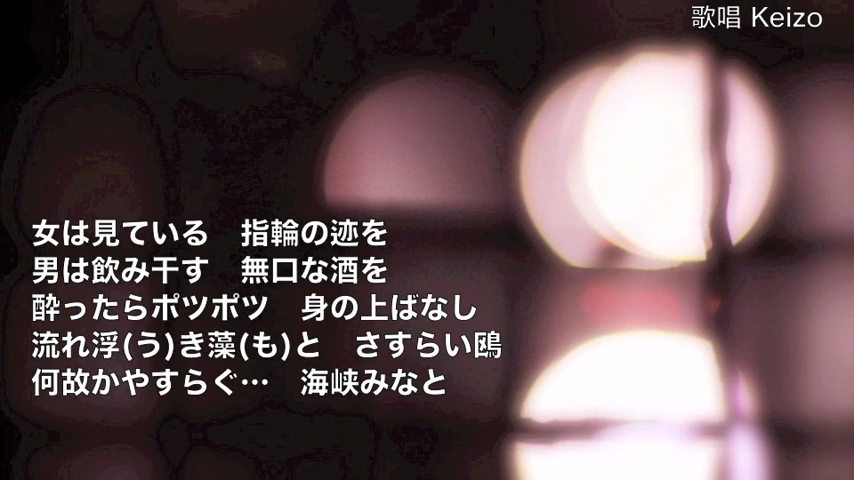 歌唱 Keizo
女は見ている　指輪の迹を
男は飲み干す　無口な酒を
酔ったらポツポツ　身の上ばなし
流れ浮(う)き藻(も)と　さすらい鴎
何故かやすらぐ…　海峡みなと